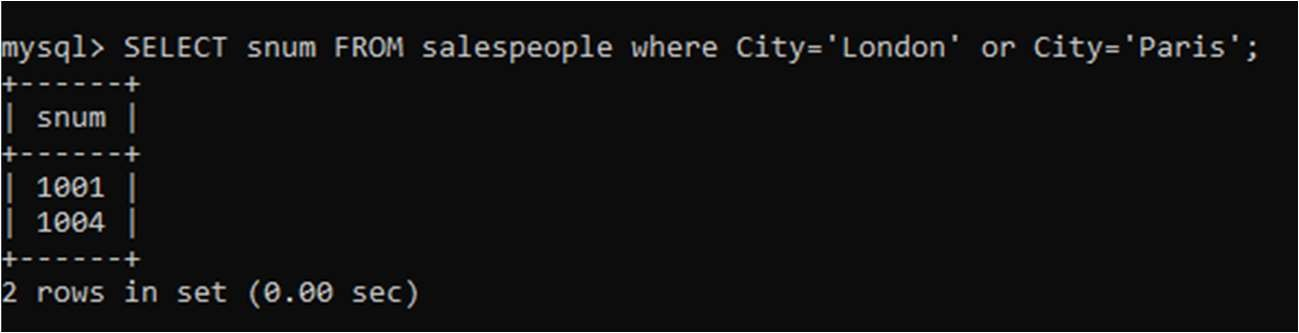 mysql> SELECT snum FROM salespeople where City='London' or City='Paris';
+------+
| snum |
+------+
| 1001 |
| 1004 |
+------+
2 rows in set (0.00 sec)